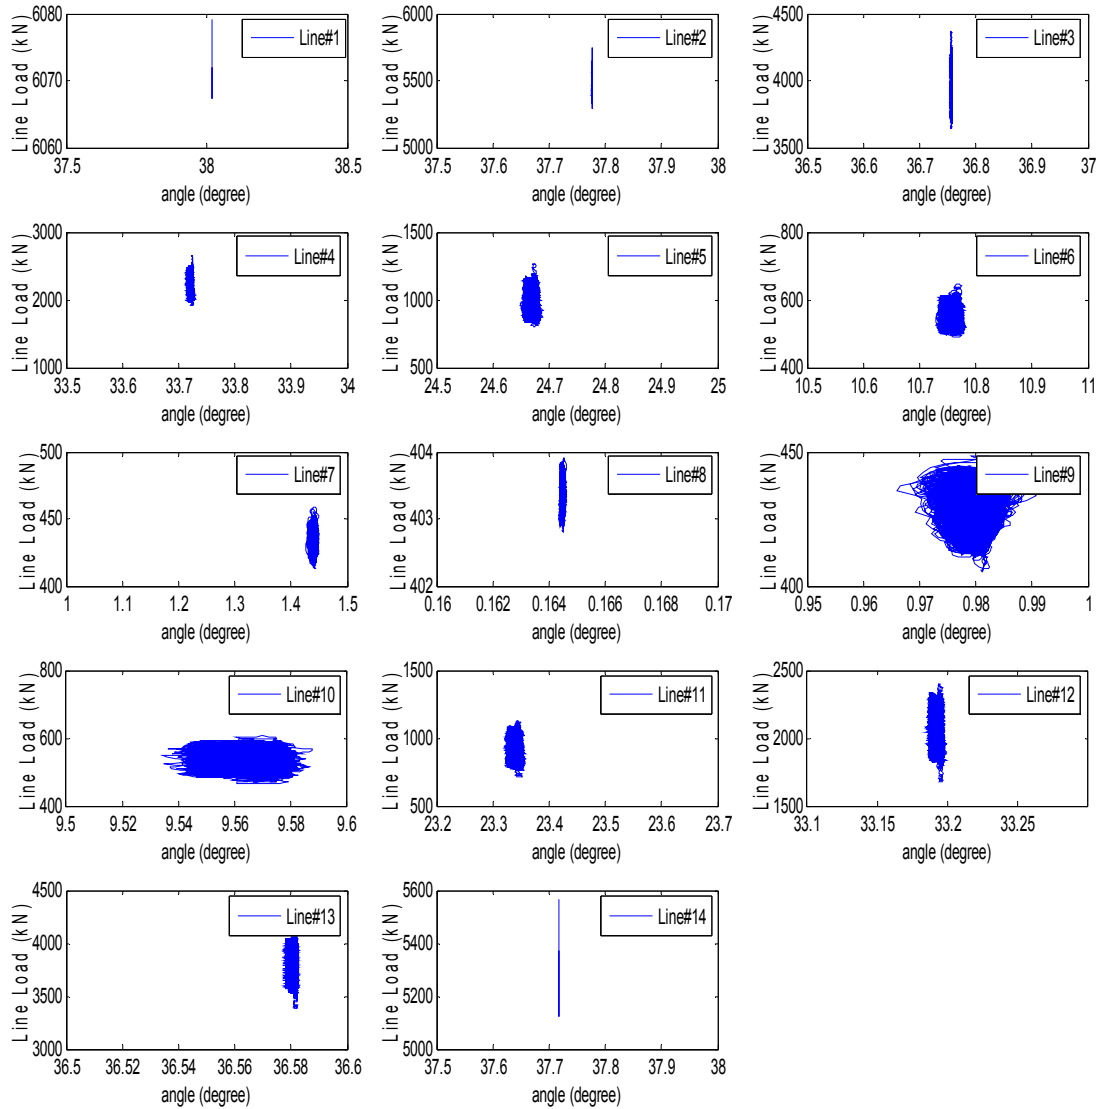 Line Load (kN)
6080
6070
6060
37.5 38 38.5
angle (degree)
Line#1
Line Load (kN)
6000
5500
5000
37.5 37.6 37.7 37.8 37.9 38
angle (degree)
Line#2
Line Load (kN)
4500
4000
3500
36.5 36.6 36.7 36.8 36.9 37
angle (degree)
Line#3
Line Load (kN)
3000
2000
1000
33.5 33.6 33.7 33.8 33.9 34
angle (degree)
Line#4
Line Load (kN)
1500
1000
500
24.5 24.6 24.7 24.8 24.9 25
angle (degree)
Line#5
Line Load (kN)
800
600
400
10.5 10.6 10.7 10.8 10.9 11
angle (degree)
Line#6
Line Load (kN)
500
450
400
1 1.1 1.2 1.3 1.4 1.5
angle (degree)
Line#7
Line Load (kN)
404
403
402
0.16 0.162 0.164 0.166 0.168 0.17
angle (degree)
Line#8
Line Load (kN)
450
400
0.95 0.96 0.97 0.98 0.99 1
angle (degree)
Line#9
Line Load (kN)
800
600
400
9.5 9.52 9.54 9.56 9.58 9.6
angle (degree)
Line#10
Line Load (kN)
1500
1000
500
23.2 23.3 23.4 23.5 23.6 23.7
angle (degree)
Line#11
Line Load (kN)
2500
2000
1500
33.1 33.15 33.2 33.25
angle (degree)
Line#12
Line Load (kN)
4500
4000
3500
3000
36.5 36.52 36.54 36.56 36.58 36.6
angle (degree)
Line#13
Line Load (kN)
5600
5400
5200
5000
37.5 37.6 37.7 37.8 37.9 38
angle (degree)
Line#14